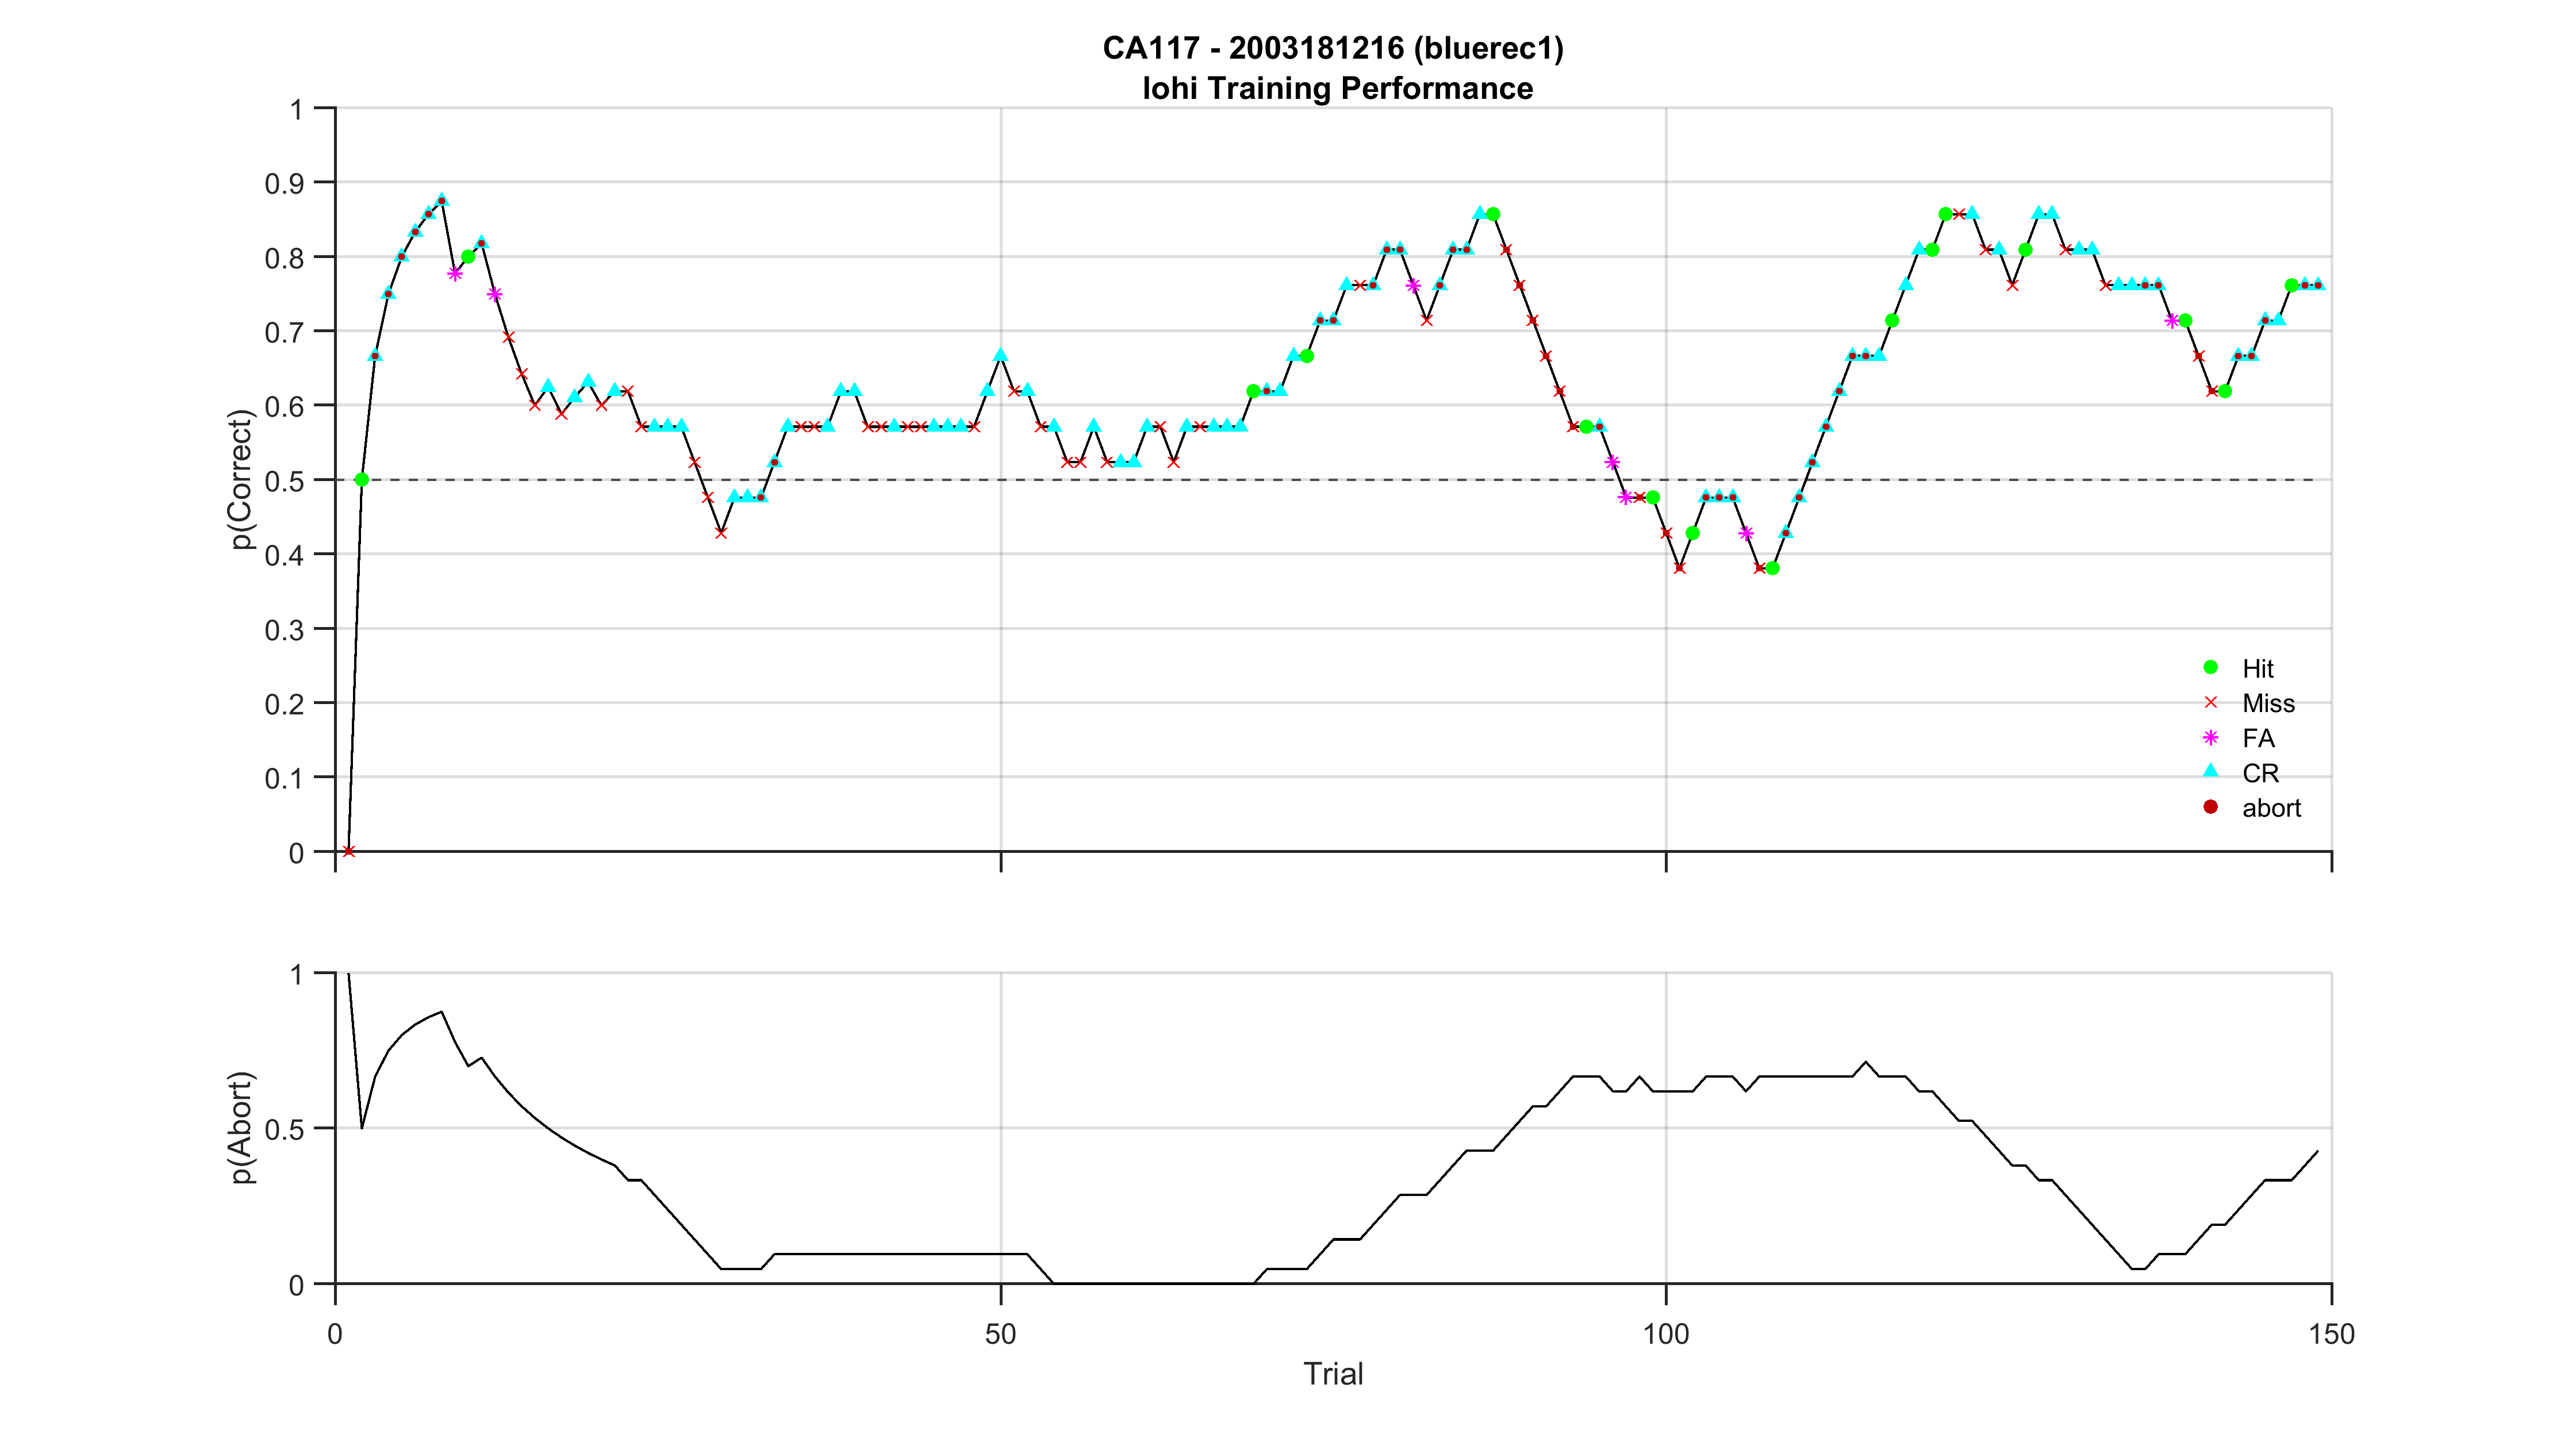 CA117 - 2003181216 (bluerec1)
lohi Training Performance
1
0.9
0.8
0.7
0.6
0.5
0.4
0.3
0.2
0.1
0
p(Correct)
Hit
Miss
FA
CR
abort
1
0.5
0
p(Abort)
0
50
100
150
Trial